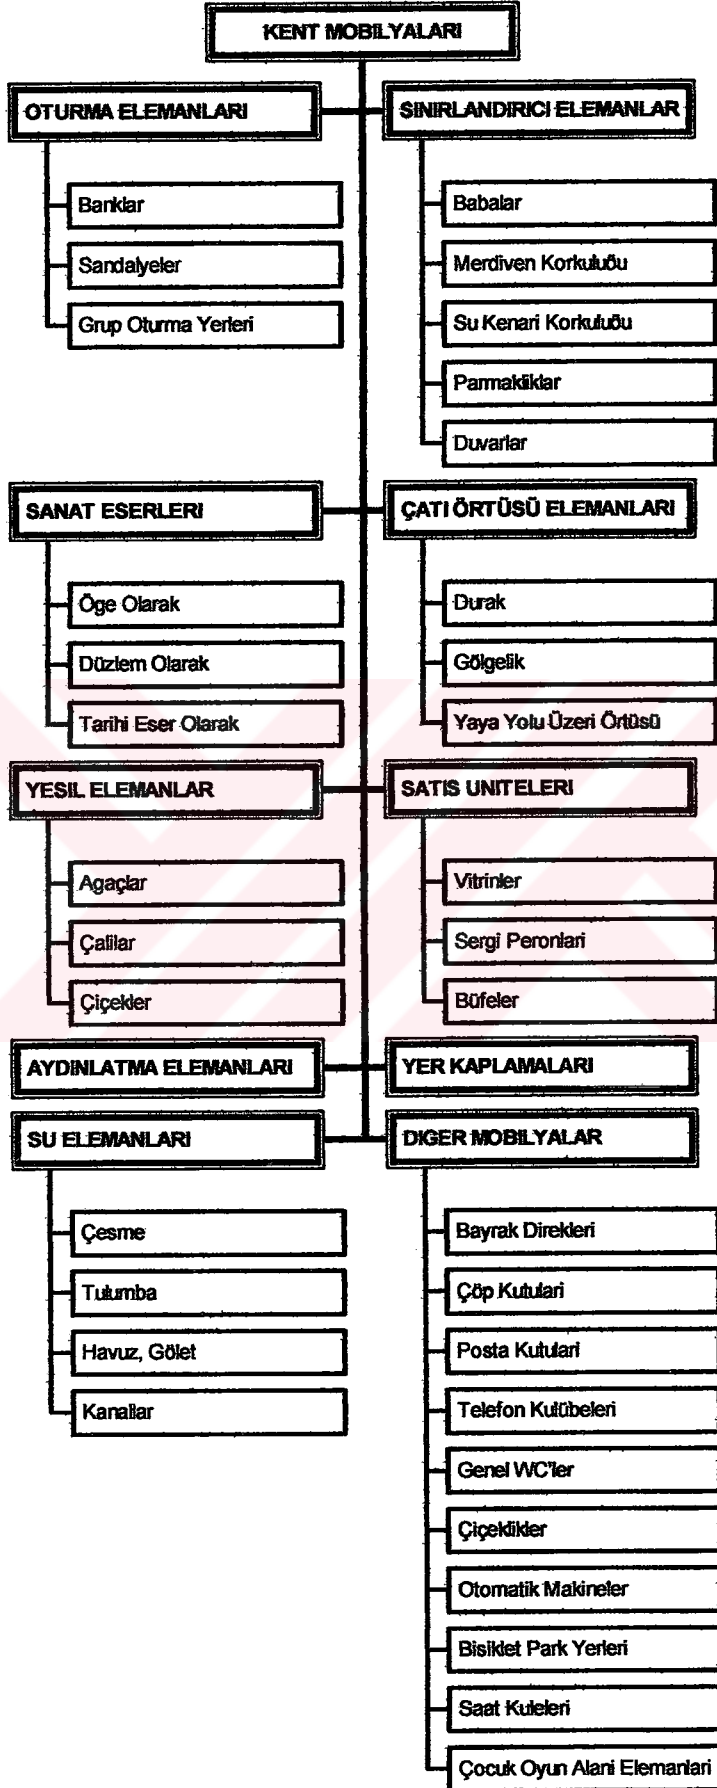 KENT MOBILYALARI
OTURMA ELEMANLARI
Banklar
Sandalyeler
Grup Oturma Yerleri
SINIRLANDIRICI ELEMANLAR
Babalar
Merdiven Korkuluğu
Su Kenari Korkuluğu
Parmakliklar
Duvarlar
SANAT ESERLERI
Öge Olarak
Düzlem Olarak
Tarihi Eser Olarak
ÇATI ÖRTÜSÜ ELEMANLARI
Durak
Gölgelik
Yaya Yolu Üzeri Örtüsü
YESIL ELEMANLAR
Agaçlar
Çalilar
Çiçekler
SATIS UNITELERI
Vitrinler
Sergi Peronlari
Büfeler
AYDINLATMA ELEMANLARI
YER KAPLAMALARI
SU ELEMANLARI
Çesme
Tulumba
Havuz, Gölet
Kanallar
DIGER MOBILYALAR
Bayrak Direkleri
Çöp Kutulari
Posta Kutulari
Telefon Kulübeleri
Genel WC'ler
Çiçeklikler
Otomatik Makineler
Bisiklet Park Yerleri
Saat Kuleleri
Çocuk Oyun Alani Elemanlari